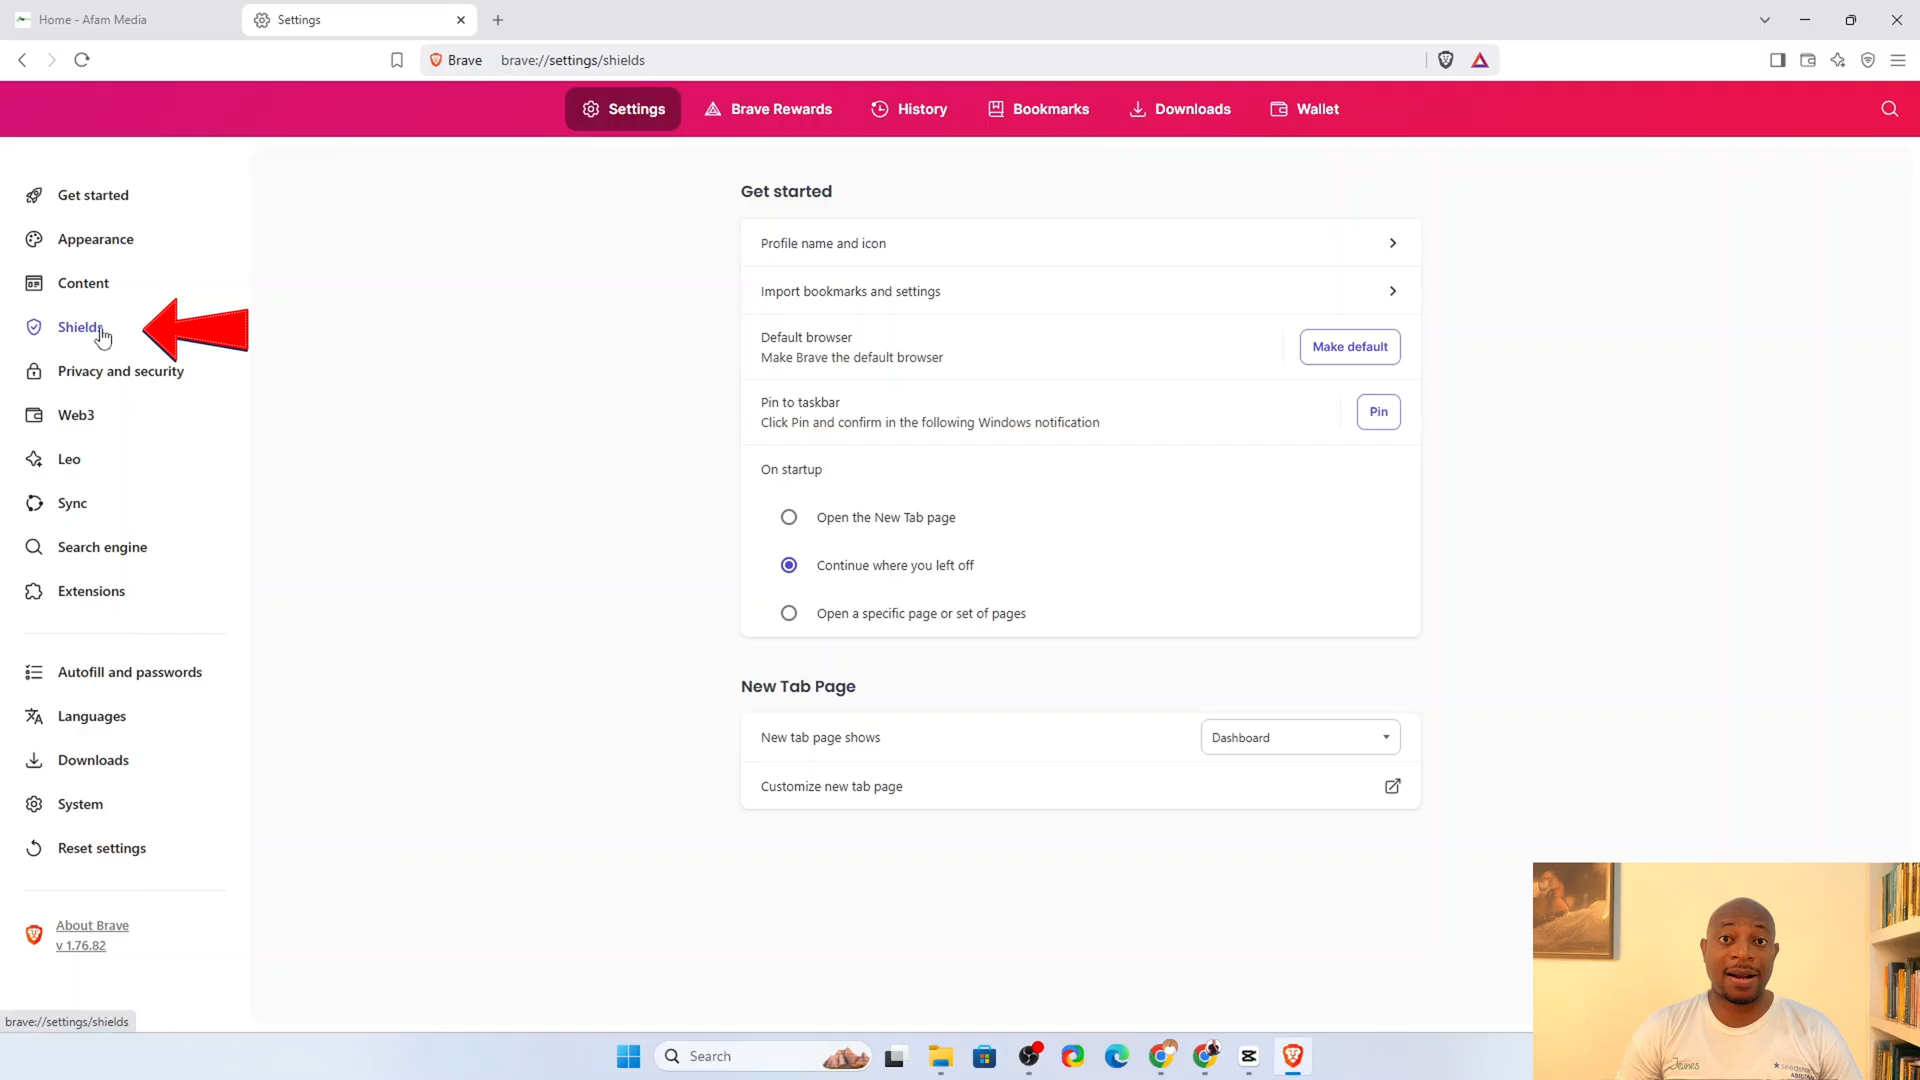 Home - Afam Media
Settings
Brave
brave://settings/shields
Settings
Brave Rewards
History
Bookmarks
Downloads
Wallet
Get started
Appearance
Content
Shields
Privacy and security
Web3
Leo
Sync
Search engine
Extensions
Autofill and passwords
Languages
Downloads
System
Reset settings
About Brave
v 1.76.82
Get started
Profile name and icon
Import bookmarks and settings
Default browser
Make Brave the default browser
Make default
Pin to taskbar
Click Pin and confirm in the following Windows notification
Pin
On startup
Open the New Tab page
Continue where you left off
Open a specific page or set of pages
New Tab Page
New tab page shows
Dashboard
Customize new tab page
brave://settings/shields
Search
Jeunes